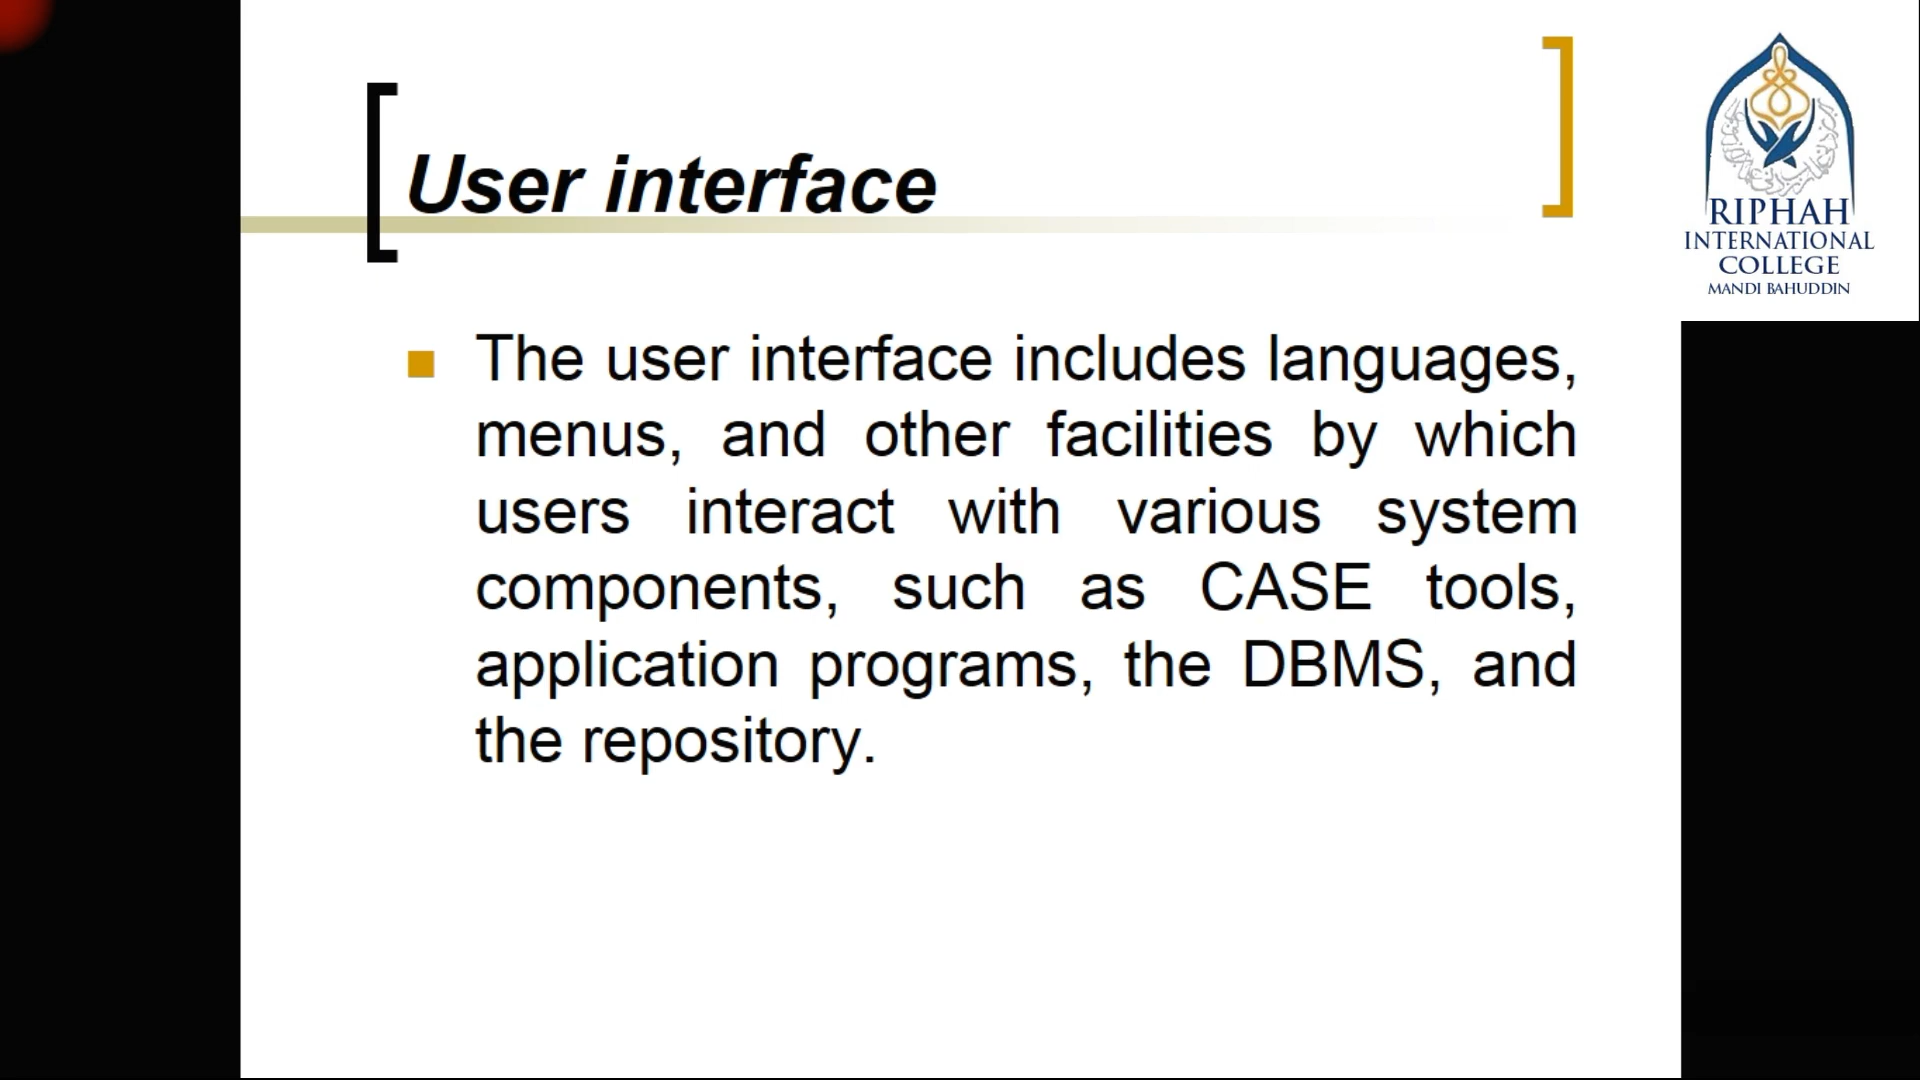 User interface
RIPHAH
INTERNATIONAL
COLLEGE
MANDI BAHUDDIN
The user interface includes languages,
menus, and other facilities by which
users interact with various system
components, such as CASE tools,
application programs, the DBMS, and
the repository.